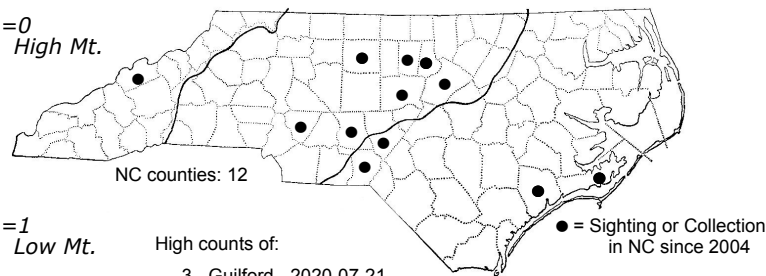 =0
High Mt.
NC counties: 12
=1
Low Mt.
High counts of:
● = Sighting or Collection
in NC since 2004
3 - Guilford - 2020-07-21